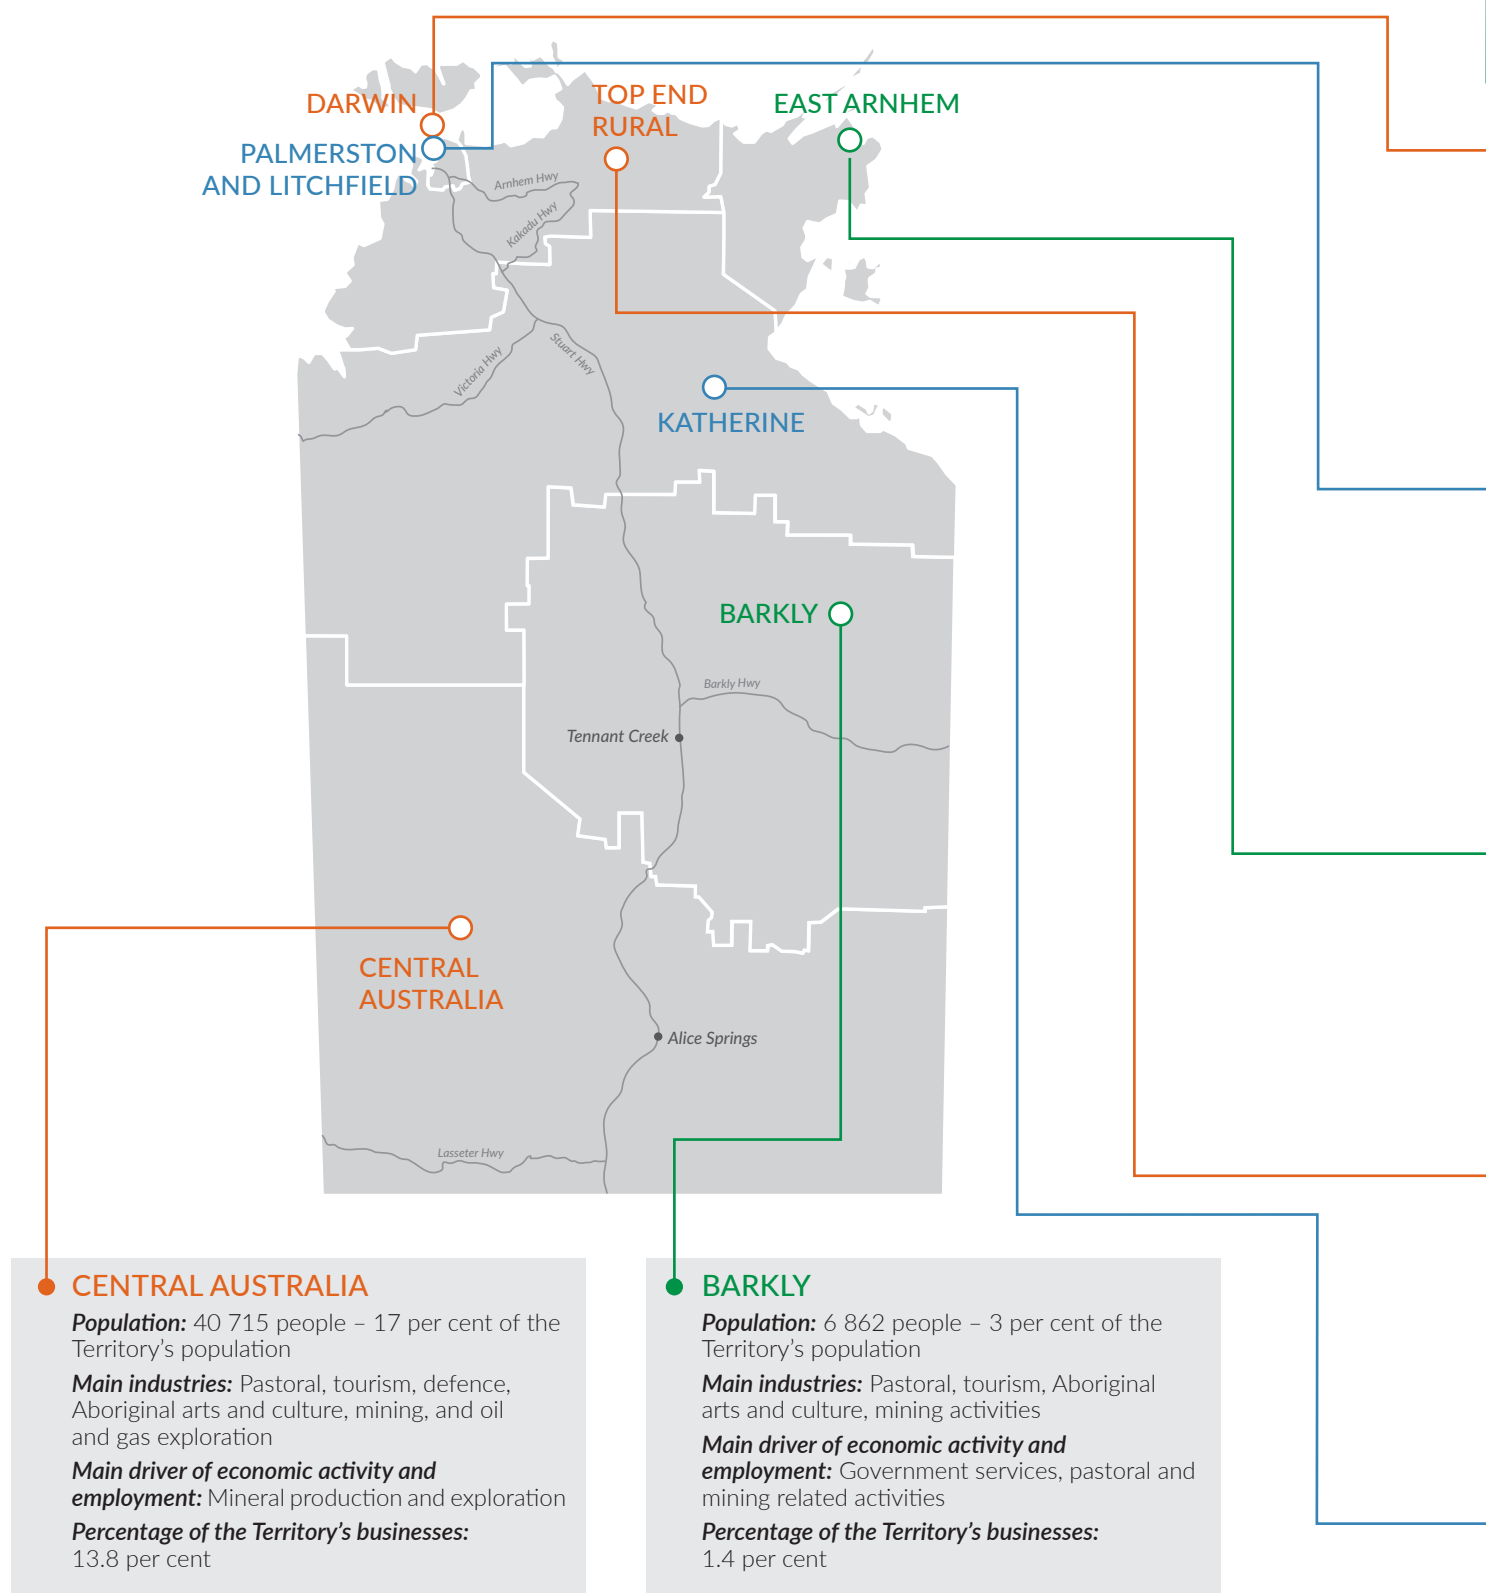 DARWIN
TOP END
RURAL
EAST ARNHEM
PALMERSTON
AND LITCHFIELD
Arnhem Hwy
Kakadu Hwy
Victoria Hwy
Stuart Hwy
KATHERINE
BARKLY
Barkly Hwy
Tennant Creek
CENTRAL
AUSTRALIA
Alice Springs
Lasseter Hwy
CENTRAL AUSTRALIA
Population: 40 715 people – 17 per cent of the
Territory’s population
Main industries: Pastoral, tourism, defence,
Aboriginal arts and culture, mining, and oil
and gas exploration
Main driver of economic activity and
employment: Mineral production and exploration
Percentage of the Territory’s businesses:
13.8 per cent
BARKLY
Population: 6 862 people – 3 per cent of the
Territory’s population
Main industries: Pastoral, tourism, Aboriginal
arts and culture, mining activities
Main driver of economic activity and
employment: Government services, pastoral and
mining related activities
Percentage of the Territory’s businesses:
1.4 per cent